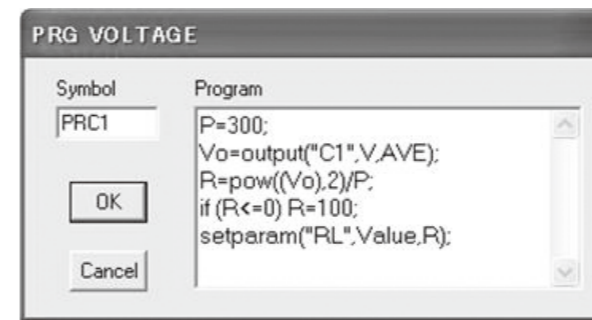 PRG VOLTAGE
Symbol
Program
PRC1
P=300;
Vo=output("C1",V,AVE);
R=pow((Vo),2)/P;
if (R<=0) R=100;
setparam("RL",Value,R);
OK
Cancel